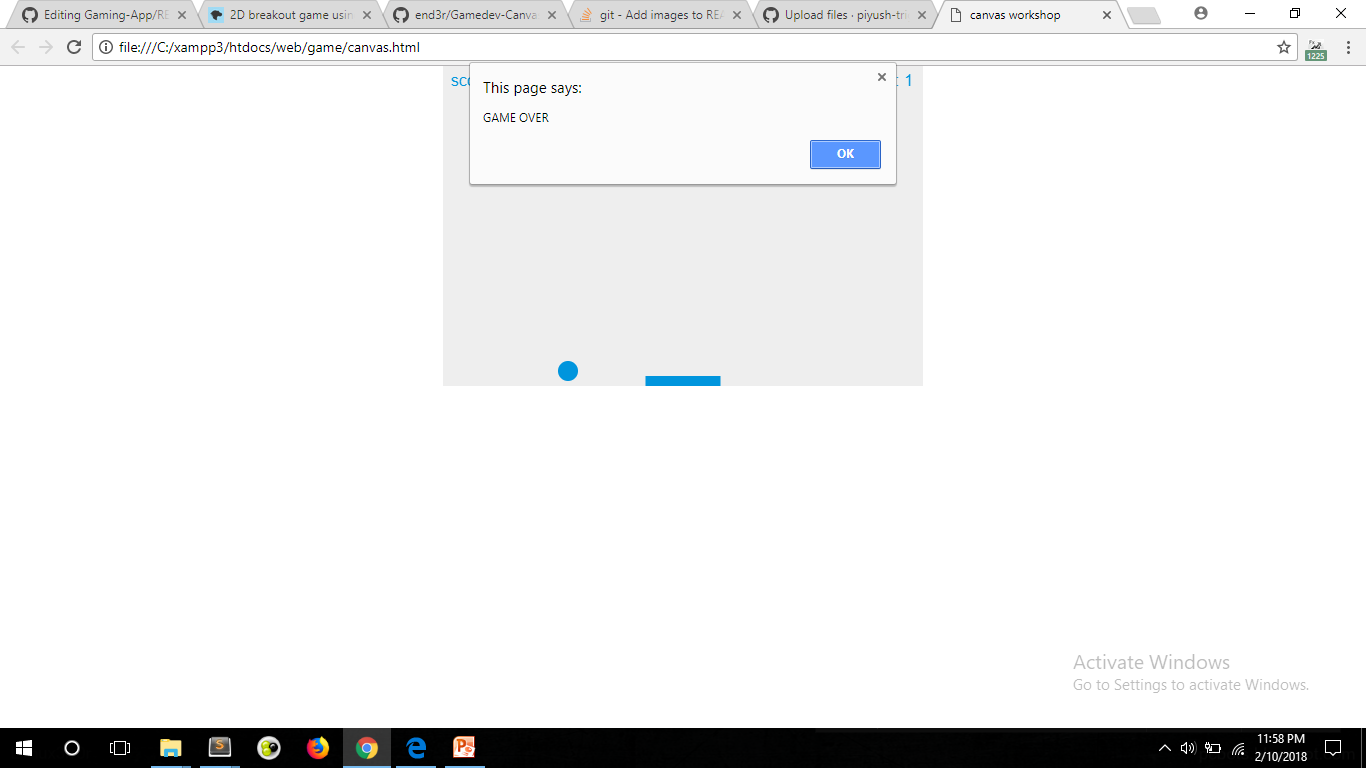 Editing Gaming-App/RE
2D breakout game usin
end3r/Gamedev-Canva
git - Add images to REA
Upload files · piyush-tri
canvas workshop
file:///C:/xampp3/htdocs/web/game/canvas.html
1225
sco
: 1
This page says:
GAME OVER
OK
Activate Windows
Go to Settings to activate Windows.
11:58 PM
2/10/2018